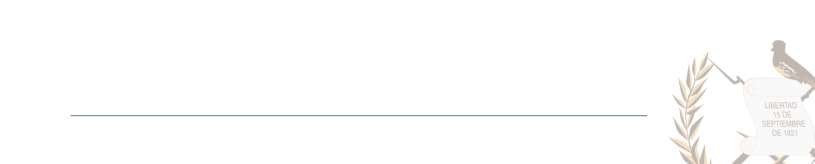 LIBERTAD
15 DE
SEPTIEMBRE
DE 1821